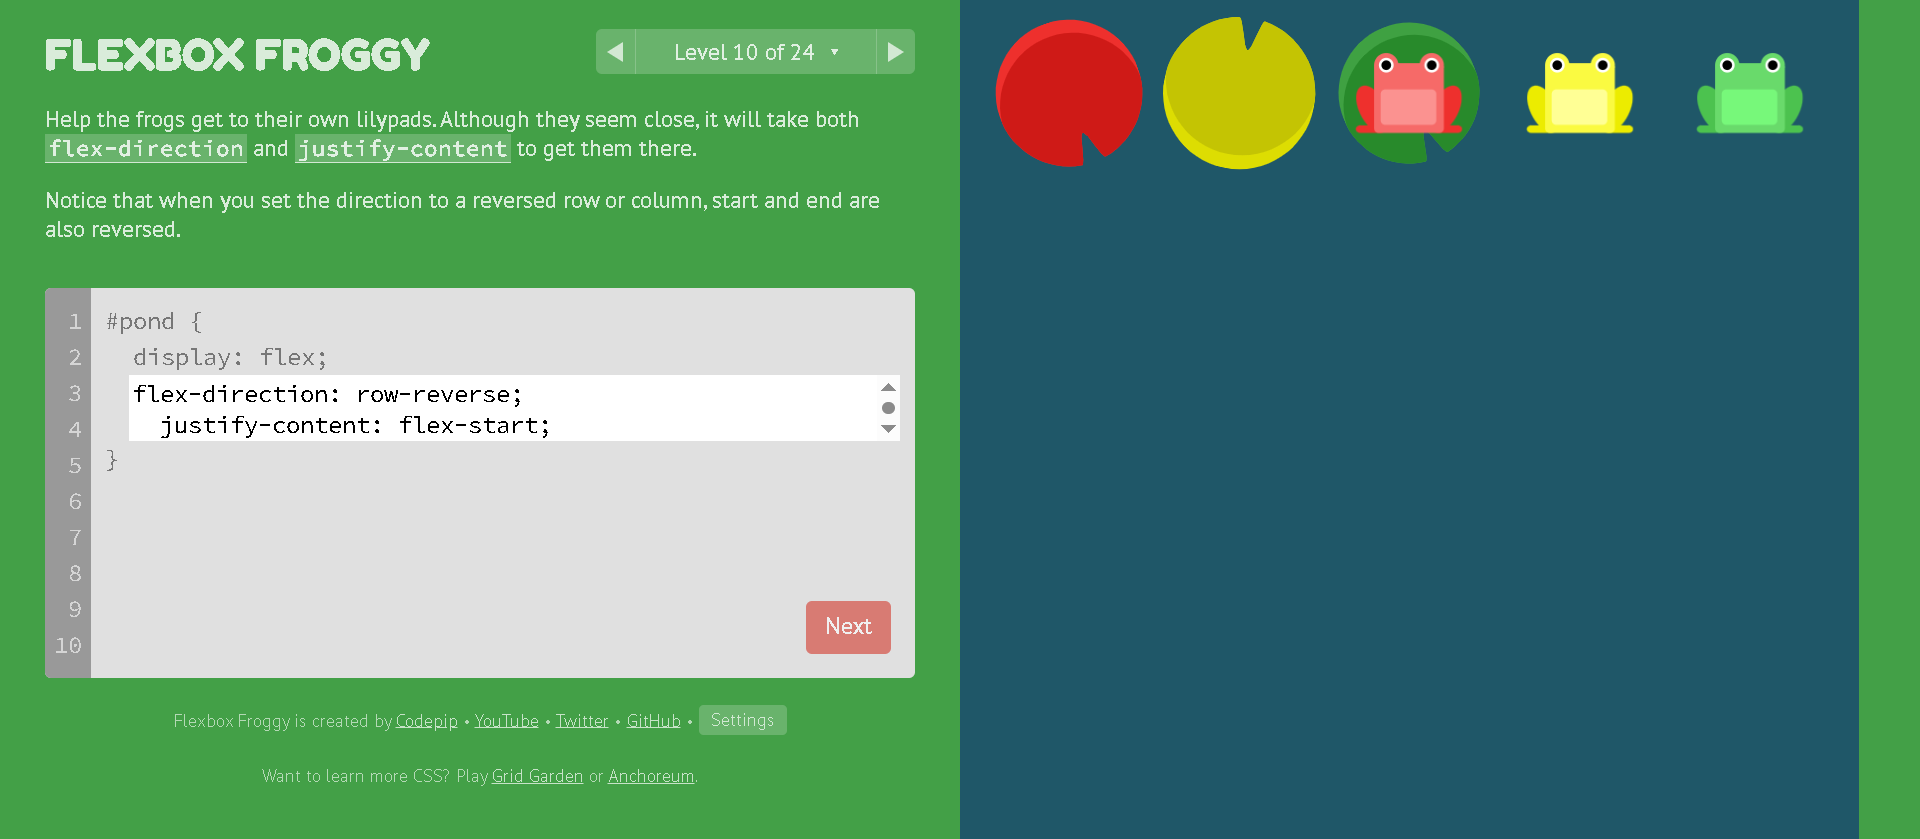 FLEXBOX FROGGY
Level 10 of 24
Help the frogs get to their own lilypads. Although they seem close, it will take both
flex-direction and justify-content to get them there.
Notice that when you set the direction to a reversed row or column, start and end are
also reversed.
1 #pond {
2 display: flex;
3 flex-direction: row-reverse;
4 justify-content: flex-start;
5 }
6
7
8
9
10
Next
Flexbox Froggy is created by Codepip • YouTube • Twitter • GitHub • Settings
Want to learn more CSS? Play Grid Garden or Anchoreum.